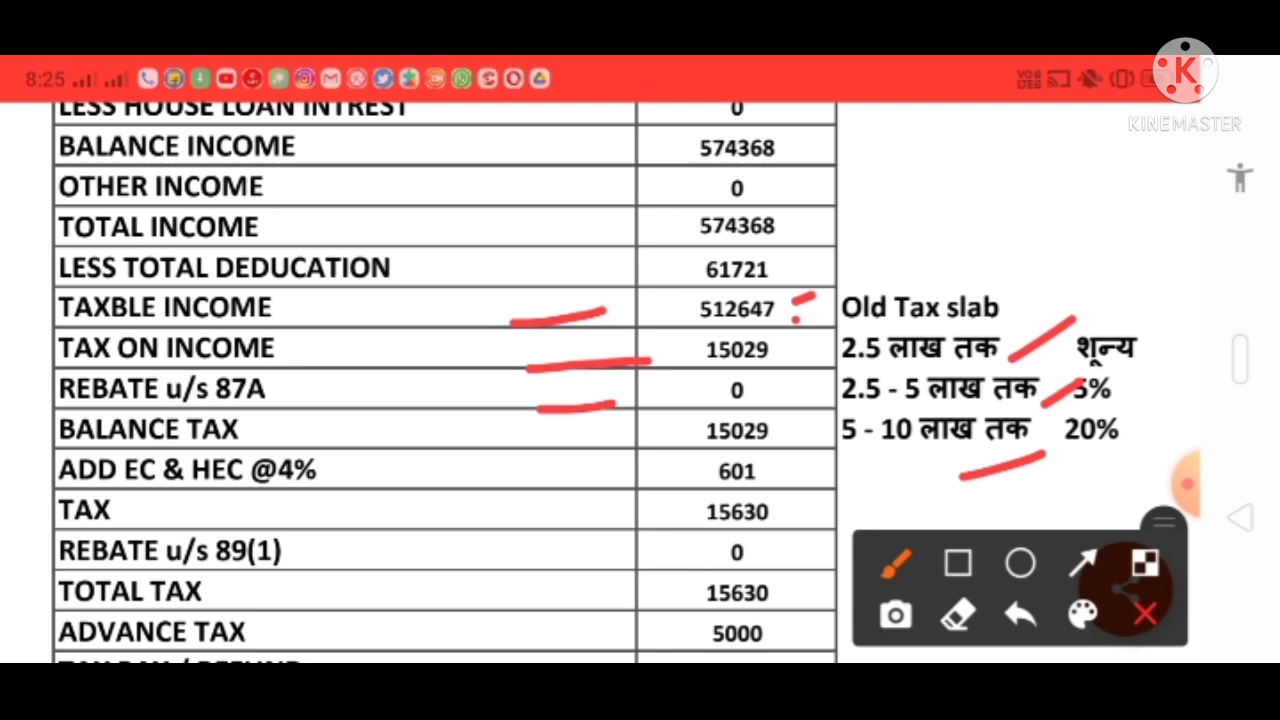 8:25
VO LTE
KINEMASTER
LESS HOUSE LOAN INTREST 0
BALANCE INCOME 574368
OTHER INCOME 0
TOTAL INCOME 574368
LESS TOTAL DEDUCATION 61721
TAXBLE INCOME 512647 Old Tax slab
TAX ON INCOME 15029 2.5 लाख तक शून्य
REBATE u/s 87A 0 2.5 - 5 लाख तक 5%
BALANCE TAX 15029 5 - 10 लाख तक 20%
ADD EC & HEC @4% 601
TAX 15630
REBATE u/s 89(1) 0
TOTAL TAX 15630
ADVANCE TAX 5000